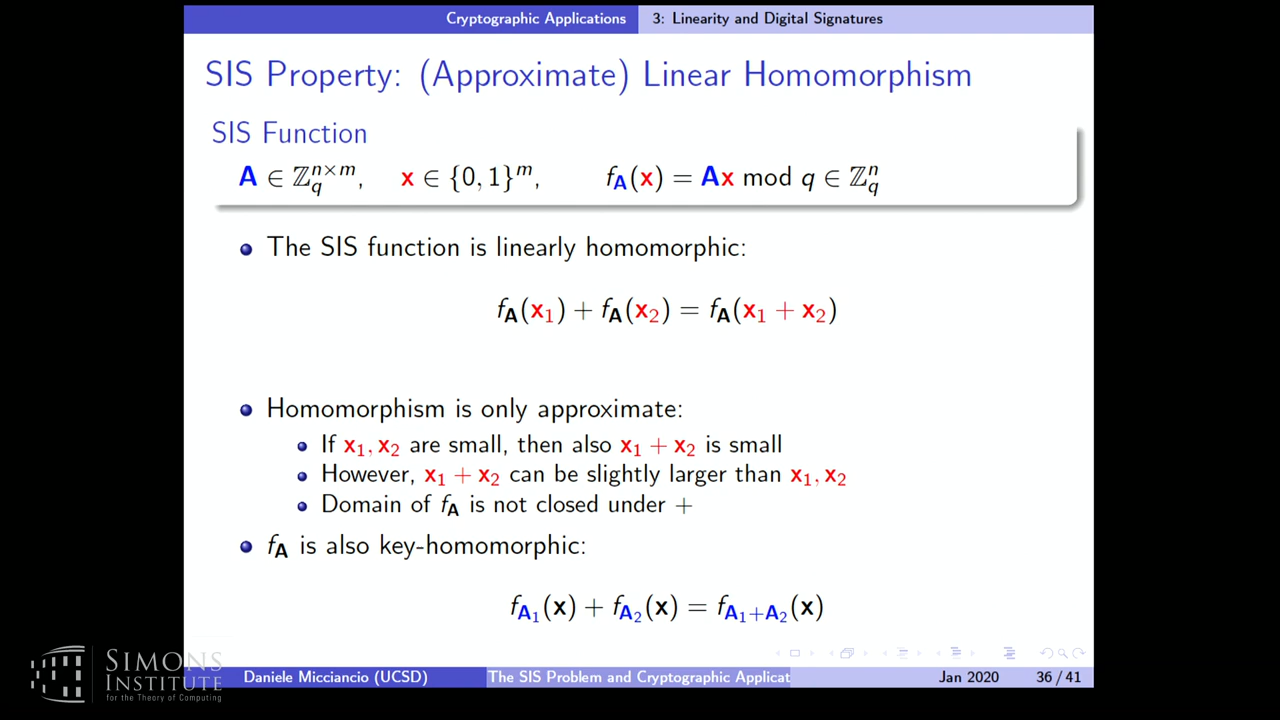 Cryptographic Applications 3: Linearity and Digital Signatures
SIS Property: (Approximate) Linear Homomorphism
SIS Function
A ∈ ℤ_q^{n×m}, x ∈ {0, 1}^m, f_A(x) = Ax mod q ∈ ℤ_q^n
The SIS function is linearly homomorphic:
f_A(x_1) + f_A(x_2) = f_A(x_1 + x_2)
Homomorphism is only approximate:
If x_1, x_2 are small, then also x_1 + x_2 is small
However, x_1 + x_2 can be slightly larger than x_1, x_2
Domain of f_A is not closed under +
f_A is also key-homomorphic:
f_{A_1}(x) + f_{A_2}(x) = f_{A_1+A_2}(x)
SIMONS
INSTITUTE
for the Theory of Computing
Daniele Micciancio (UCSD) The SIS Problem and Cryptographic Applicat Jan 2020 36 / 41